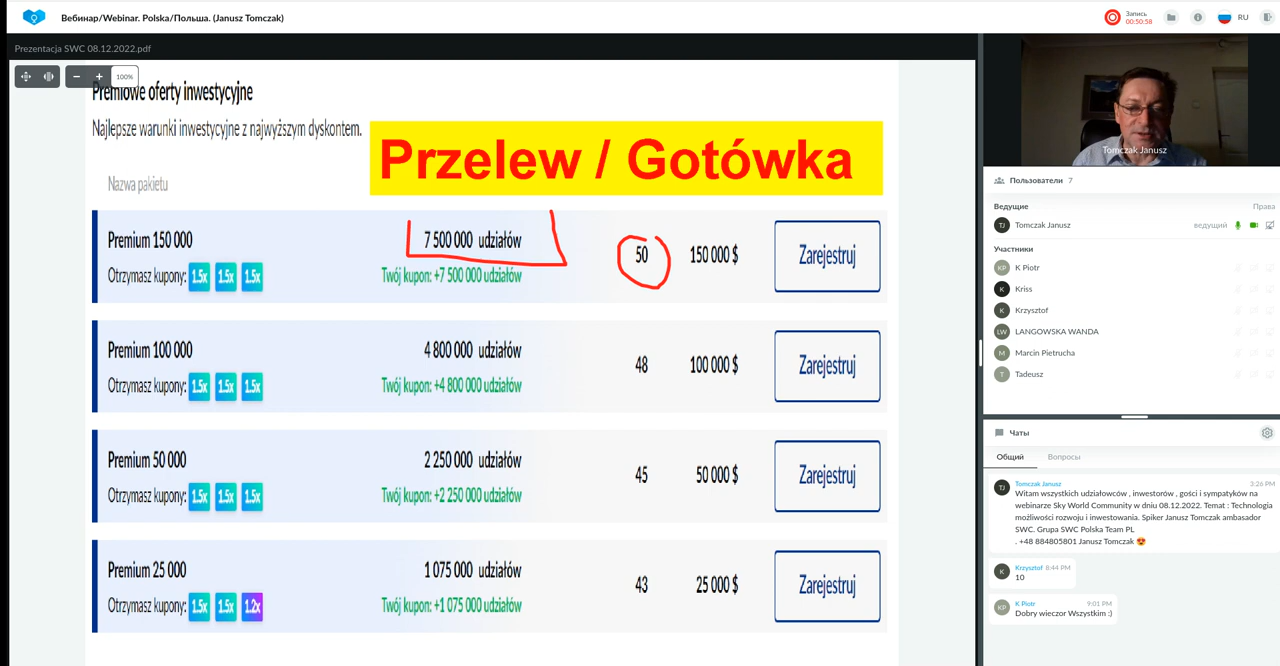 Вебинар/Webinar. Polska/Польша. (Janusz Tomczak)
Запись
00:50:58
RU
Prezentacja SWC 08.12.2022.pdf
100%
Premiowe oferty inwestycyjne
Najlepsze warunki inwestycyjne z najwyższym dyskontem.
Przelew / Gotówka
Nazwa pakietu
Premium 150 000
7 500 000 udziałów
50
150 000 $
Zarejestruj
Otrzymasz kupony: 1.5x 1.5x 1.5x
Twój kupon: +7 500 000 udziałów
Premium 100 000
4 800 000 udziałów
48
100 000 $
Zarejestruj
Otrzymasz kupony: 1.5x 1.5x 1.5x
Twój kupon: +4 800 000 udziałów
Premium 50 000
2 250 000 udziałów
45
50 000 $
Zarejestruj
Otrzymasz kupony: 1.5x 1.5x 1.5x
Twój kupon: +2 250 000 udziałów
Premium 25 000
1 075 000 udziałów
43
25 000 $
Zarejestruj
Otrzymasz kupony: 1.5x 1.5x 1.2x
Twój kupon: +1 075 000 udziałów
Tomczak Janusz
Пользователи 7
Ведущие
Права
TJ Tomczak Janusz ведущий
Участники
KP K Piotr
K Kriss
K Krzysztof
LW LANGOWSKA WANDA
M Marcin Pietrucha
T Tadeusz
Чаты
Общий Вопросы
TJ Tomczak Janusz 3:26 PM
Witam wszystkich udziałowców , inwestorów , gości i sympatyków na
webinarze Sky World Community w dniu 08.12.2022. Temat : Technologia
możliwości rozwoju i inwestowania. Spiker Janusz Tomczak ambasador
SWC. Grupa SWC Polska Team PL
. +48 884805801 Janusz Tomczak 😍
K Krzysztof 8:44 PM
10
KP K Piotr 9:01 PM
Dobry wieczor Wszystkim :)